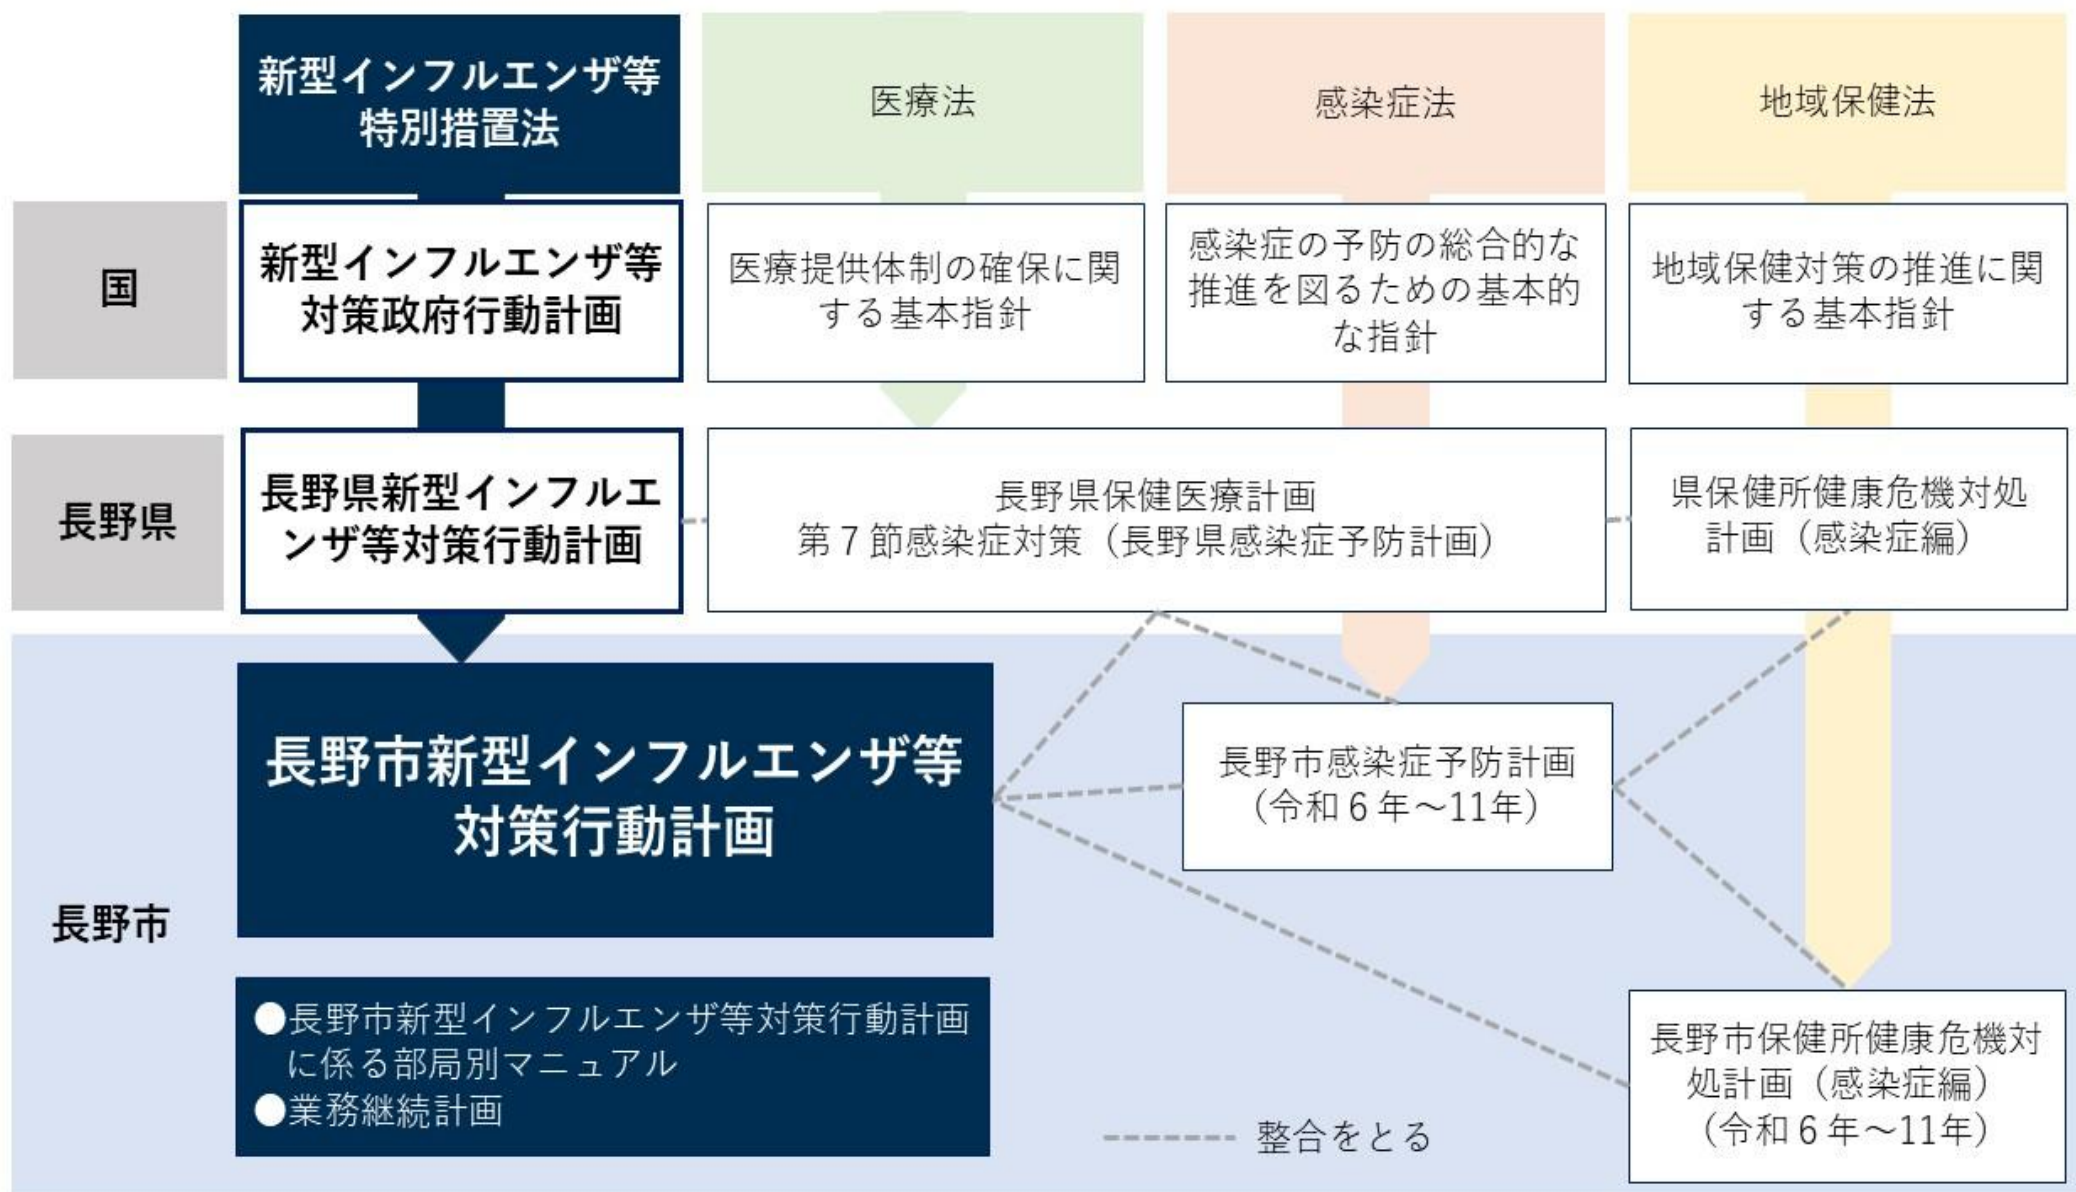 新型インフルエンザ等
特別措置法
医療法
感染症法
地域保健法
国
新型インフルエンザ等
対策政府行動計画
医療提供体制の確保に関
する基本指針
感染症の予防の総合的な
推進を図るための基本的
な指針
地域保健対策の推進に関
する基本指針
長野県
長野県新型インフルエ
ンザ等対策行動計画
長野県保健医療計画
第7節感染症対策（長野県感染症予防計画）
県保健所健康危機対処
計画（感染症編）
長野市
長野市新型インフルエンザ等
対策行動計画
長野市感染症予防計画
（令和6年～11年）
●長野市新型インフルエンザ等対策行動計画
に係る部局別マニュアル
●業務継続計画
長野市保健所健康危機対
処計画（感染症編）
（令和6年～11年）
整合をとる